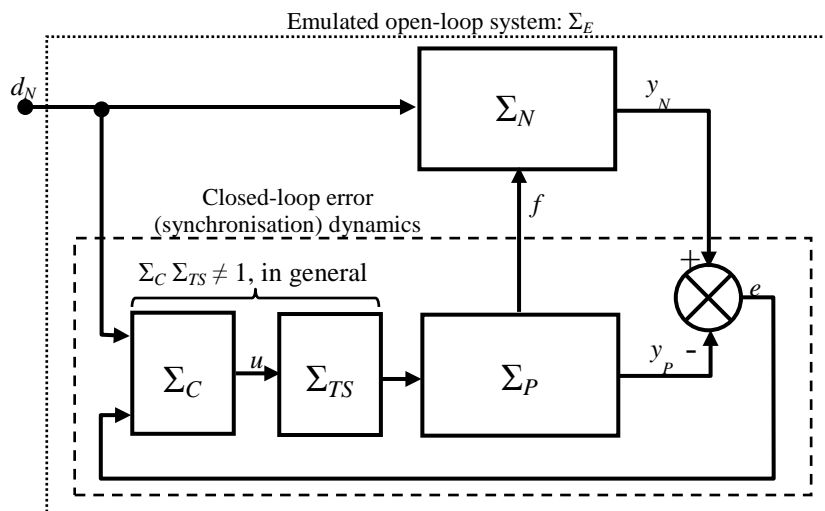 Emulated open-loop system: Σ_E
d_N
Σ_N
y_N
Closed-loop error
(synchronisation) dynamics
f
Σ_C Σ_TS ≠ 1, in general
+
e
Σ_C
u
Σ_TS
Σ_P
y_P
-